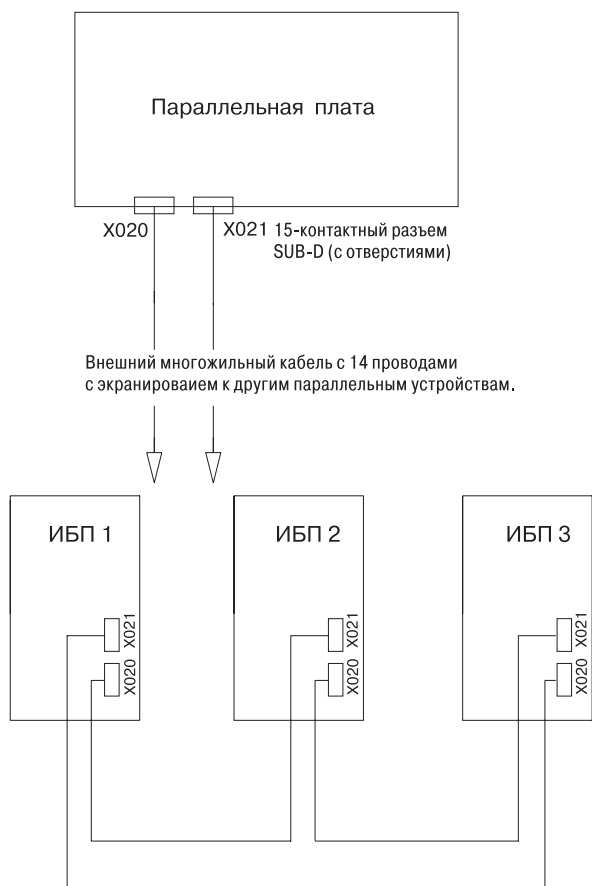 Параллельная плата
X020
X021 15-контактный разъем
SUB-D (с отверстиями)
Внешний многожильный кабель с 14 проводами
с экранироваием к другим параллельным устройствам.
ИБП 1
X021
X020
ИБП 2
X021
X020
ИБП 3
X021
X020